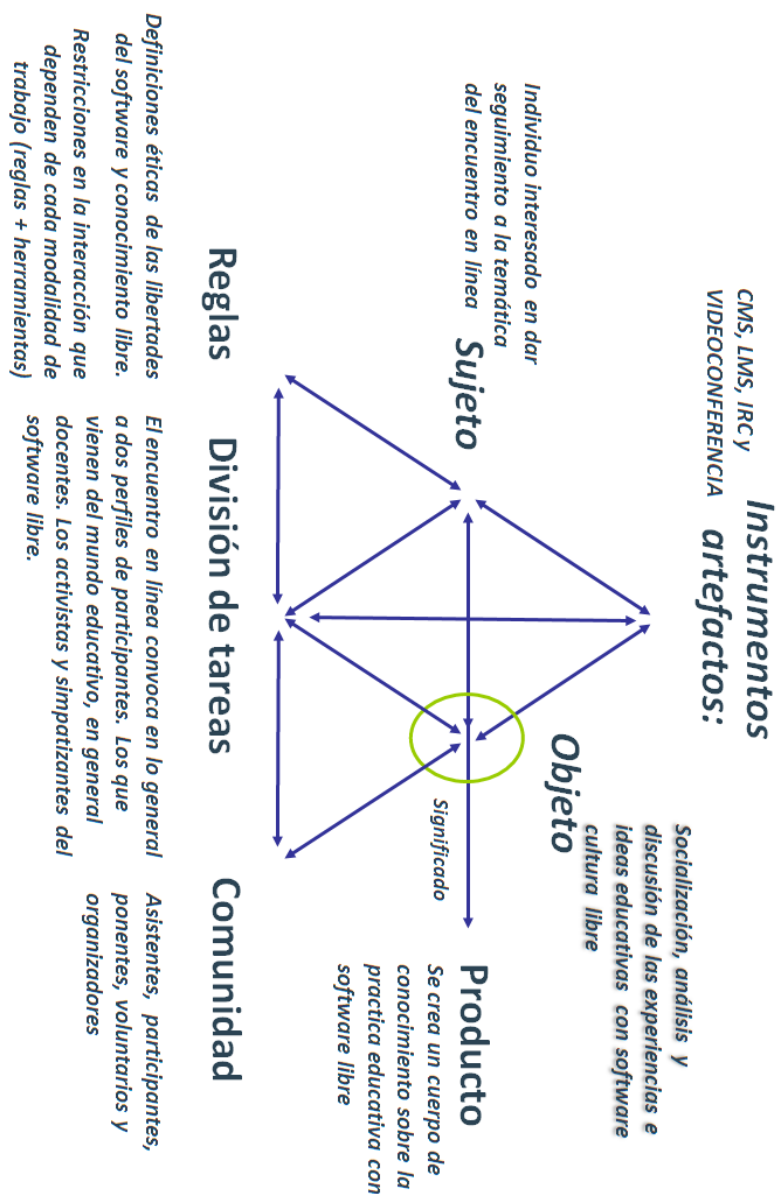 Instrumentos
artefactos:
CMS, LMS, IRC y
VIDEOCONFERENCIA
Individuo interesado en dar
seguimiento a la temática
del encuentro en línea
Sujeto
Objeto
Socialización, análisis y
discusión de las experiencias e
ideas educativas con software
cultura libre
Significado
Producto
Se crea un cuerpo de
conocimiento sobre la
practica educativa con
software libre
Reglas
Definiciones éticas de las libertades
del software y conocimiento libre.
Restricciones en la interacción que
dependen de cada modalidad de
trabajo (reglas + herramientas)
División de tareas
El encuentro en línea convoca en lo general
a dos perfiles de participantes. Los que
vienen del mundo educativo, en general
docentes. Los activistas y simpatizantes del
software libre.
Comunidad
Asistentes, participantes,
ponentes, voluntarios y
organizadores